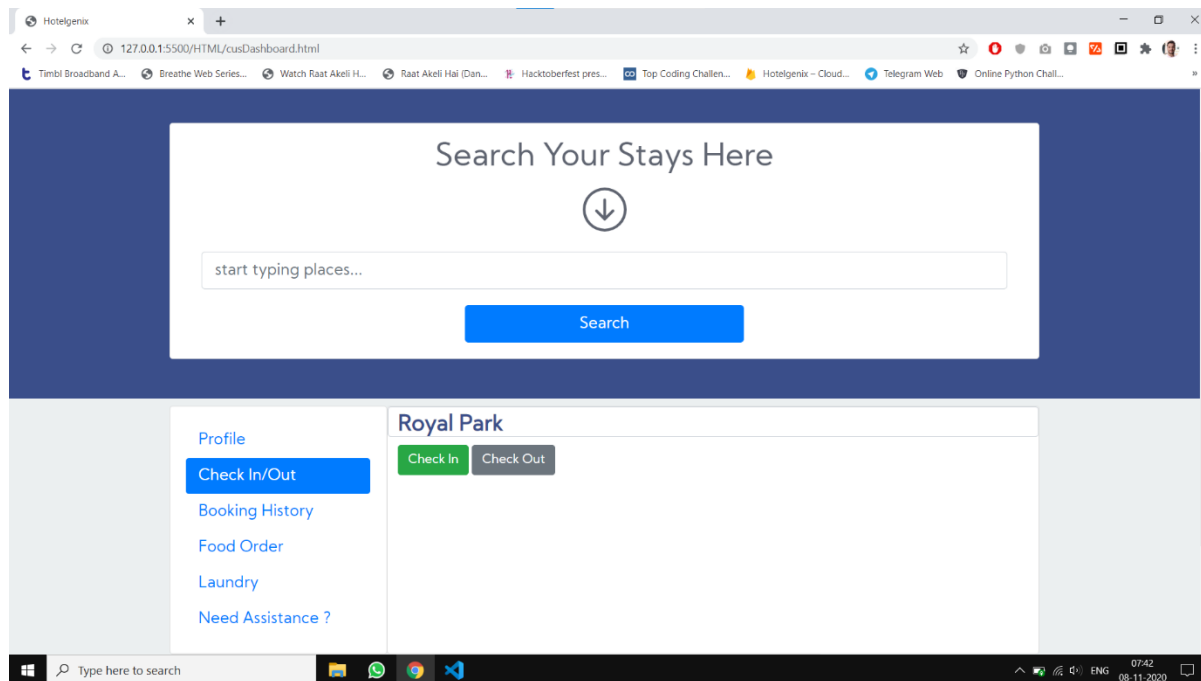 Hotelgenix
127.0.0.1:5500/HTML/cusDashboard.html
Timbl Broadband A... Breathe Web Series... Watch Raat Akeli H... Raat Akeli Hai (Dan... Hacktoberfest pres... Top Coding Challen... Hotelgenix – Cloud... Telegram Web Online Python Chall...
Search Your Stays Here
start typing places...
Search
Profile
Check In/Out
Booking History
Food Order
Laundry
Need Assistance ?
Royal Park
Check In Check Out
Type here to search
ENG
07:42
08-11-2020